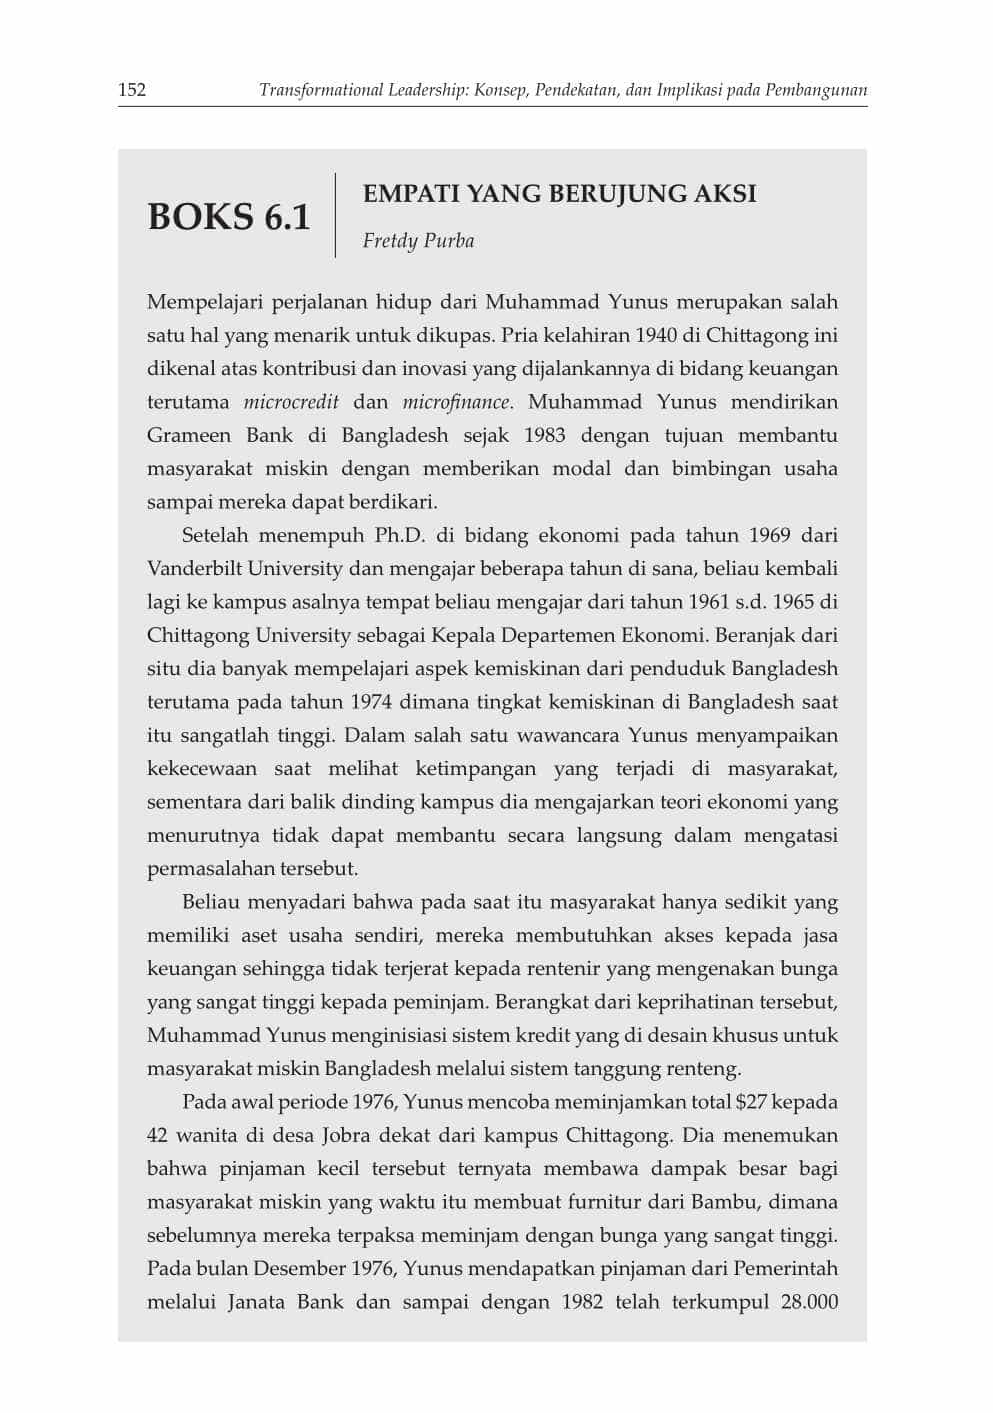 152
Transformational Leadership: Konsep, Pendekatan, dan Implikasi pada Pembangunan
BOKS 6.1
EMPATI YANG BERUJUNG AKSI
Fretdy Purba
Mempelajari perjalanan hidup dari Muhammad Yunus merupakan salah
satu hal yang menarik untuk dikupas. Pria kelahiran 1940 di Chittagong ini
dikenal atas kontribusi dan inovasi yang dijalankannya di bidang keuangan
terutama microcredit dan microfinance. Muhammad Yunus mendirikan
Grameen Bank di Bangladesh sejak 1983 dengan tujuan membantu
masyarakat miskin dengan memberikan modal dan bimbingan usaha
sampai mereka dapat berdikari.
Setelah menempuh Ph.D. di bidang ekonomi pada tahun 1969 dari
Vanderbilt University dan mengajar beberapa tahun di sana, beliau kembali
lagi ke kampus asalnya tempat beliau mengajar dari tahun 1961 s.d. 1965 di
Chittagong University sebagai Kepala Departemen Ekonomi. Beranjak dari
situ dia banyak mempelajari aspek kemiskinan dari penduduk Bangladesh
terutama pada tahun 1974 dimana tingkat kemiskinan di Bangladesh saat
itu sangatlah tinggi. Dalam salah satu wawancara Yunus menyampaikan
kekecewaan saat melihat ketimpangan yang terjadi di masyarakat,
sementara dari balik dinding kampus dia mengajarkan teori ekonomi yang
menurutnya tidak dapat membantu secara langsung dalam mengatasi
permasalahan tersebut.
Beliau menyadari bahwa pada saat itu masyarakat hanya sedikit yang
memiliki aset usaha sendiri, mereka membutuhkan akses kepada jasa
keuangan sehingga tidak terjerat kepada rentenir yang mengenakan bunga
yang sangat tinggi kepada peminjam. Berangkat dari keprihatinan tersebut,
Muhammad Yunus menginisiasi sistem kredit yang di desain khusus untuk
masyarakat miskin Bangladesh melalui sistem tanggung renteng.
Pada awal periode 1976, Yunus mencoba meminjamkan total $27 kepada
42 wanita di desa Jobra dekat dari kampus Chittagong. Dia menemukan
bahwa pinjaman kecil tersebut ternyata membawa dampak besar bagi
masyarakat miskin yang waktu itu membuat furnitur dari Bambu, dimana
sebelumnya mereka terpaksa meminjam dengan bunga yang sangat tinggi.
Pada bulan Desember 1976, Yunus mendapatkan pinjaman dari Pemerintah
melalui Janata Bank dan sampai dengan 1982 telah terkumpul 28.000